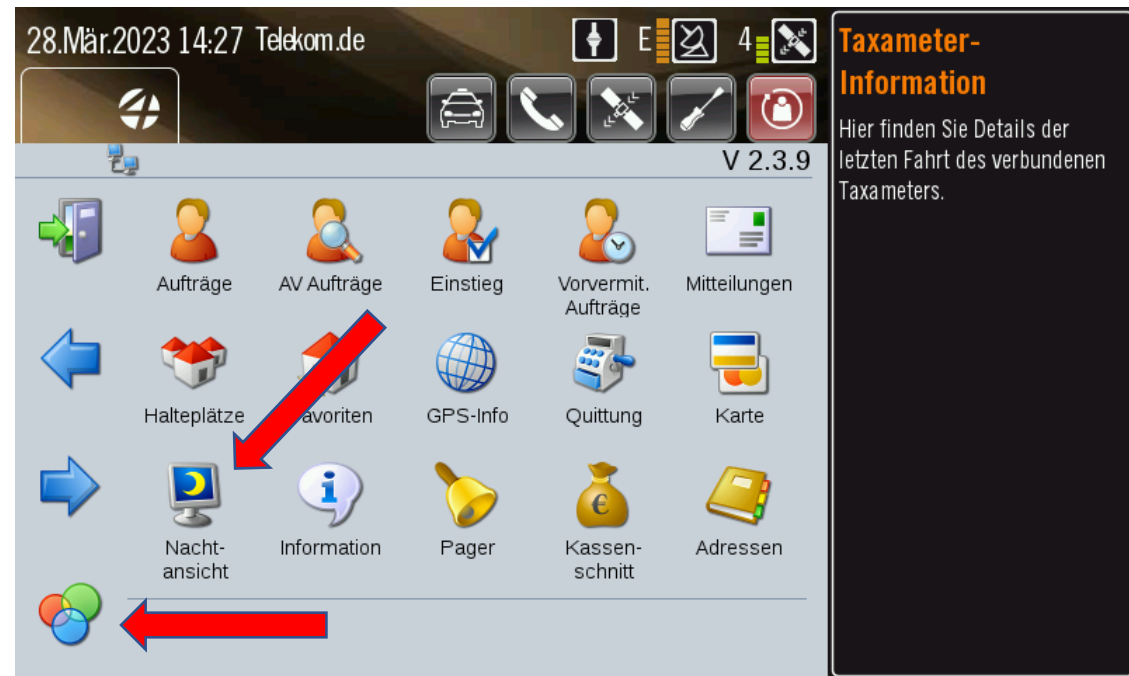 28.Mär.2023 14:27 Telekom.de
E
4
V 2.3.9
Aufträge
AV Aufträge
Einstieg
Vorvermit.
Aufträge
Mitteilungen
Halteplätze
avoriten
GPS-Info
Quittung
Karte
Nacht-
ansicht
Information
Pager
Kassen-
schnitt
Adressen
Taxameter-
Information
Hier finden Sie Details der
letzten Fahrt des verbundenen
Taxameters.